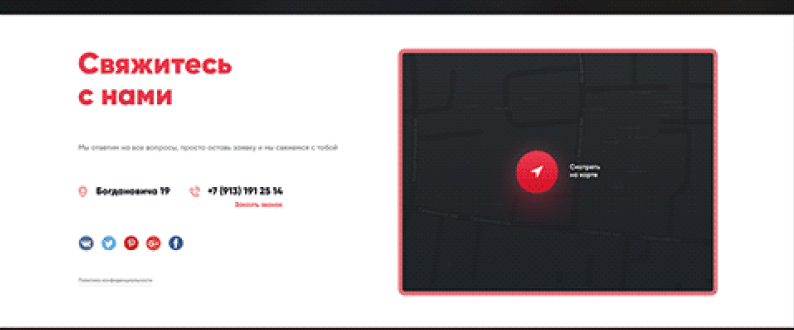 Свяжитесь
с нами
Мы ответим на все вопросы, просто оставь заявку и мы свяжемся с тобой
Богдановича 19
+7 (913) 191 25 14
Заказать звонок
Политика конфиденциальности
Смотреть
на карте